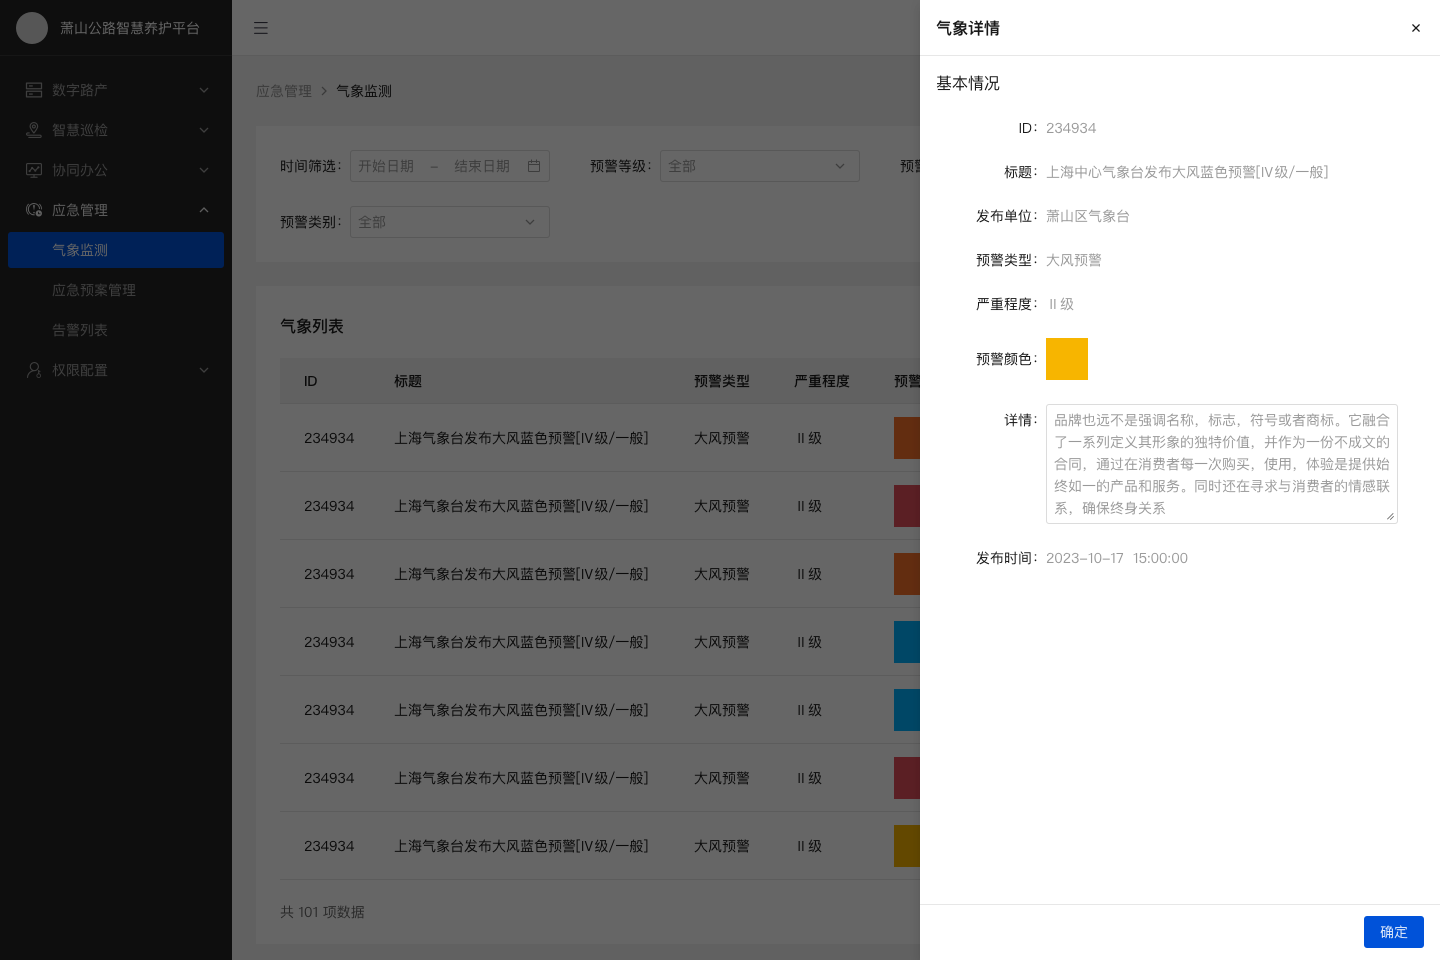 萧山公路智慧养护平台
数字路产
智慧巡检
协同办公
应急管理
气象监测
应急预案管理
告警列表
权限配置
应急管理 > 气象监测
时间筛选： 开始日期 – 结束日期 预警等级： 全部 预警
预警类别： 全部
气象列表
ID 标题 预警类型 严重程度 预警
234934 上海气象台发布大风蓝色预警[IV级/一般] 大风预警 II 级
234934 上海气象台发布大风蓝色预警[IV级/一般] 大风预警 II 级
234934 上海气象台发布大风蓝色预警[IV级/一般] 大风预警 II 级
234934 上海气象台发布大风蓝色预警[IV级/一般] 大风预警 II 级
234934 上海气象台发布大风蓝色预警[IV级/一般] 大风预警 II 级
234934 上海气象台发布大风蓝色预警[IV级/一般] 大风预警 II 级
234934 上海气象台发布大风蓝色预警[IV级/一般] 大风预警 II 级
共 101 项数据
气象详情
基本情况
ID： 234934
标题： 上海中心气象台发布大风蓝色预警[IV级/一般]
发布单位： 萧山区气象台
预警类型： 大风预警
严重程度： II 级
预警颜色：
详情： 品牌也远不是强调名称，标志，符号或者商标。它融合
了一系列定义其形象的独特价值，并作为一份不成文的
合同，通过在消费者每一次购买，使用，体验是提供始
终如一的产品和服务。同时还在寻求与消费者的情感联
系，确保终身关系
发布时间： 2023-10-17 15:00:00
确定